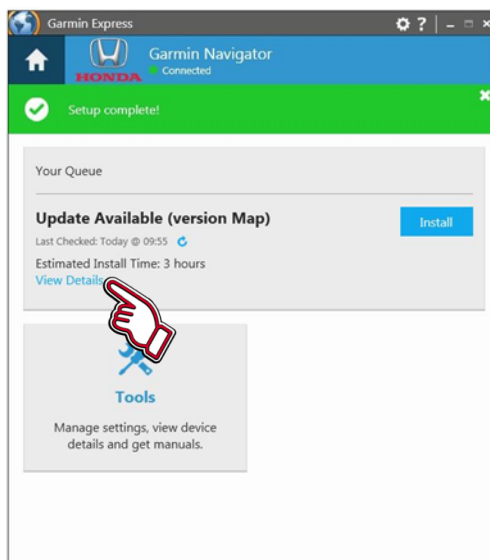 Garmin Express
?
HONDA
Garmin Navigator
Connected
Setup complete!
Your Queue
Update Available (version Map)
Install
Last Checked: Today @ 09:55
Estimated Install Time: 3 hours
View Details
Tools
Manage settings, view device
details and get manuals.